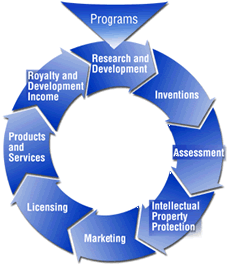 Programs
Research and
Development
Inventions
Assessment
Intellectual
Property
Protection
Marketing
Licensing
Products
and
Services
Royalty and
Development
Income